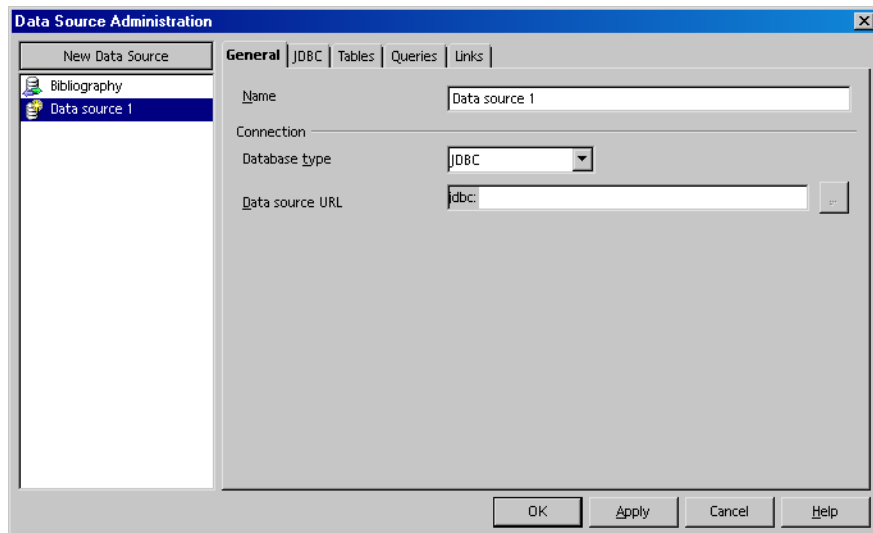 Data Source Administration
New Data Source
Bibliography
Data source 1
General JDBC Tables Queries Links
Name Data source 1
Connection
Database type JDBC
Data source URL jdbc: ...
OK Apply Cancel Help